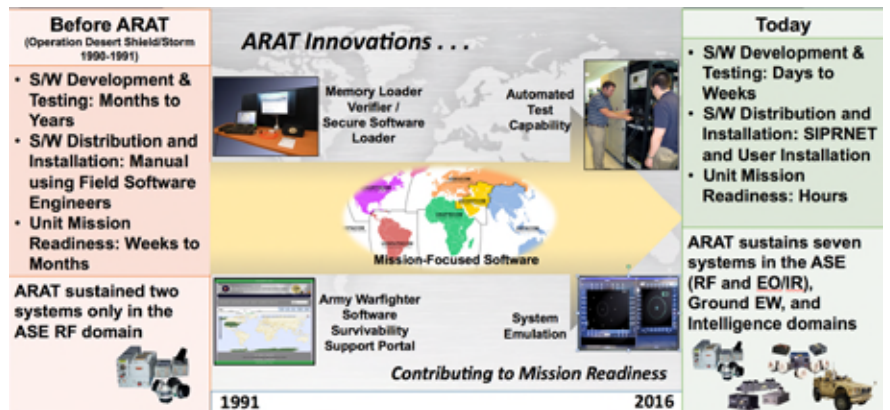 Before ARAT
(Operation Desert Shield/Storm
1990-1991)
• S/W Development &
Testing: Months to
Years
• S/W Distribution and
Installation: Manual
using Field Software
Engineers
• Unit Mission
Readiness: Weeks to
Months
ARAT sustained two
systems only in the
ASE RF domain
ARAT Innovations . . .
Memory Loader
Verifier /
Secure Software
Loader
Automated
Test
Capability
Mission-Focused Software
Army Warfighter
Software
Survivability
Support Portal
System
Emulation
Contributing to Mission Readiness
1991
2016
Today
• S/W Development &
Testing: Days to
Weeks
• S/W Distribution and
Installation: SIPRNET
and User Installation
• Unit Mission
Readiness: Hours
ARAT sustains seven
systems in the ASE
(RF and EO/IR),
Ground EW, and
Intelligence domains